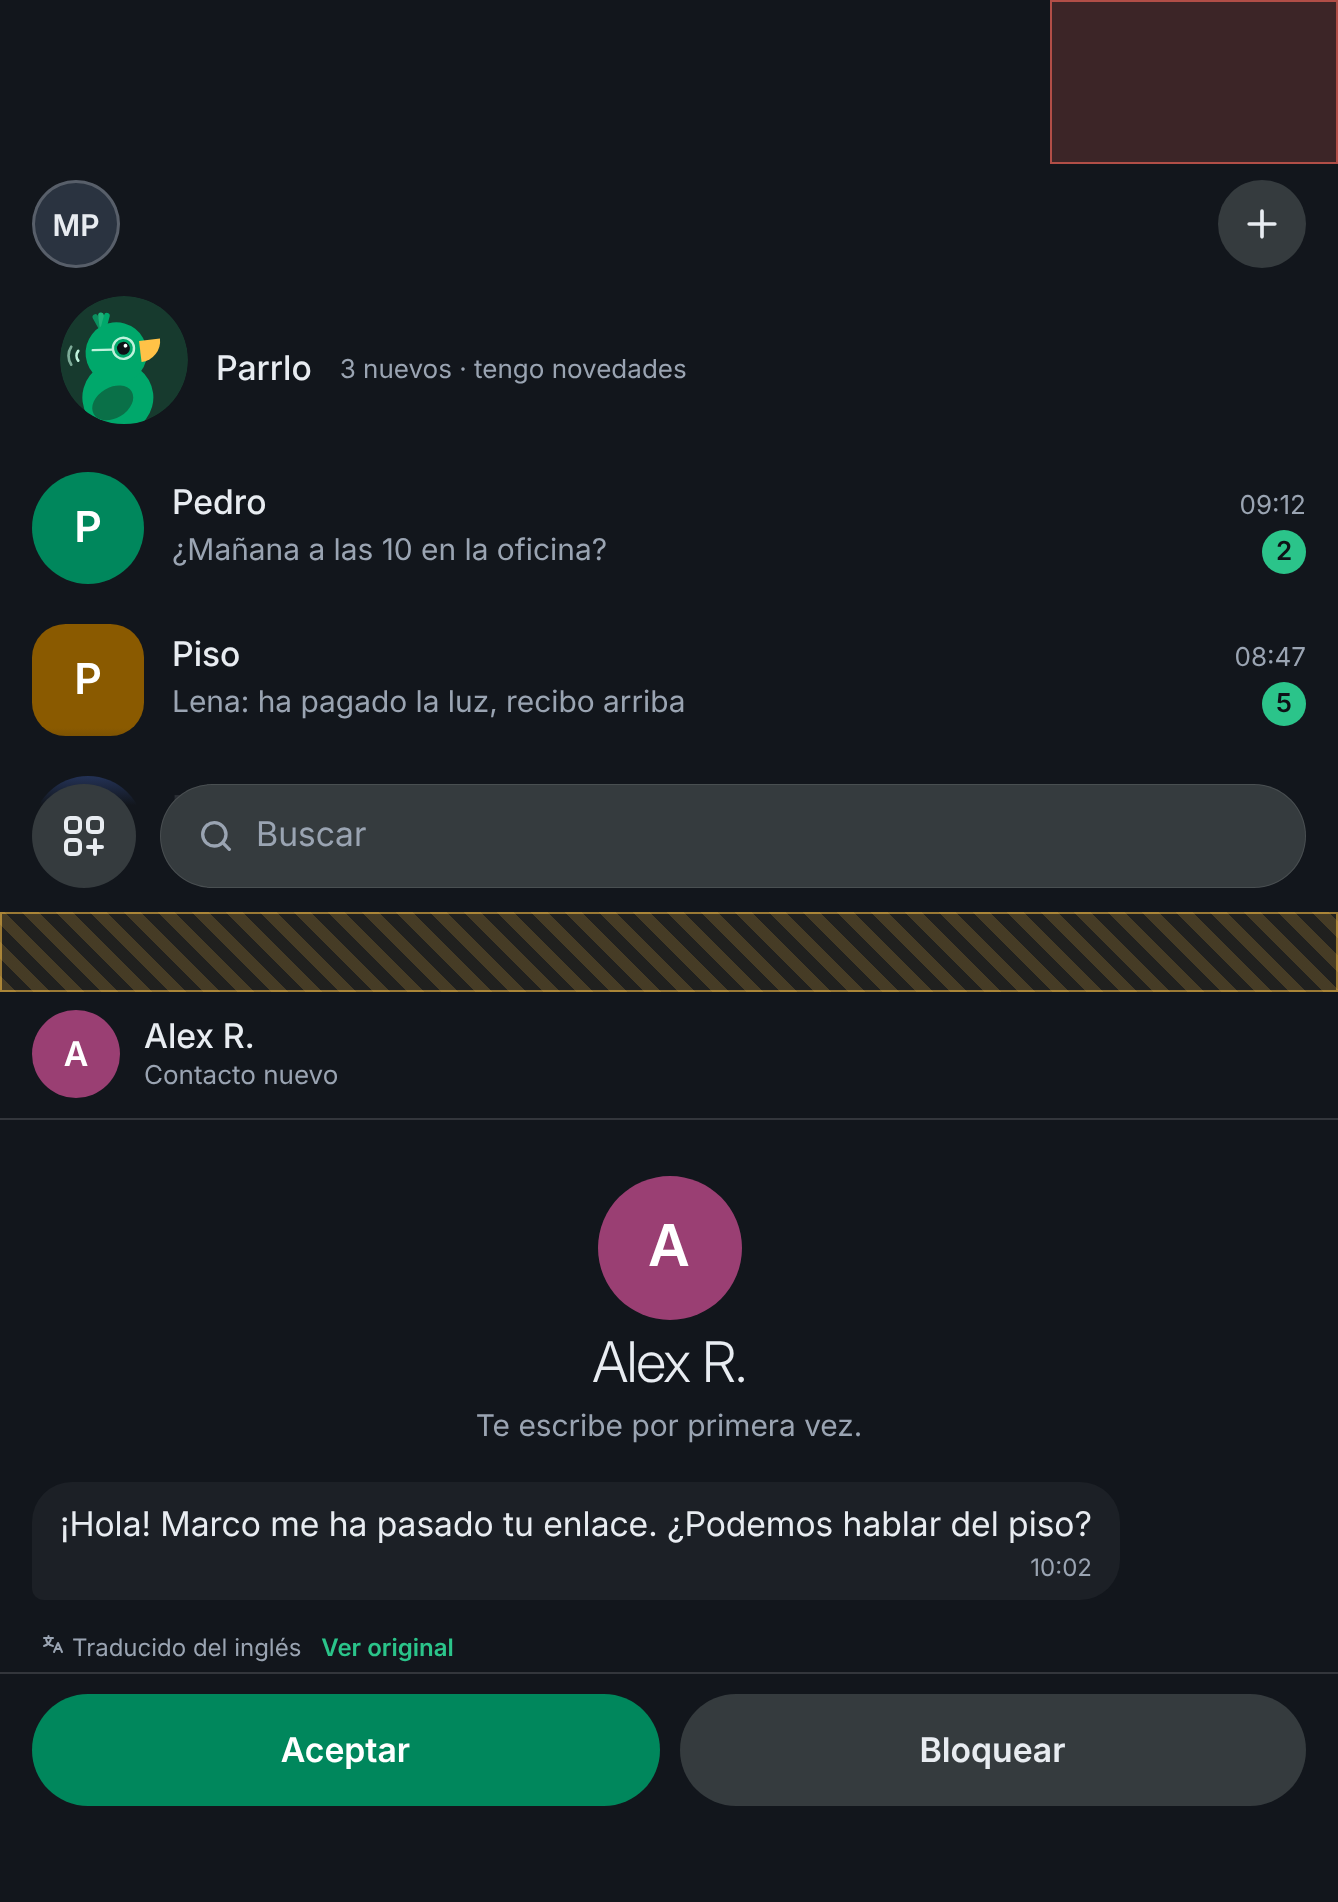 MP
Parrlo 3 nuevos · tengo novedades
P
Pedro
09:12
¿Mañana a las 10 en la oficina?
2
P
Piso
08:47
Lena: ha pagado la luz, recibo arriba
5
Buscar
A
Alex R.
Contacto nuevo
A
Alex R.
Te escribe por primera vez.
¡Hola! Marco me ha pasado tu enlace. ¿Podemos hablar del piso?
10:02
Traducido del inglés Ver original
Aceptar
Bloquear